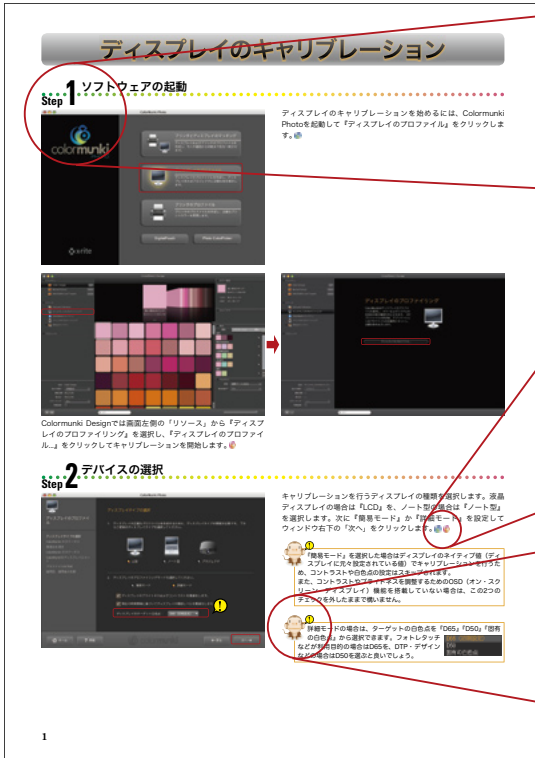 ディスプレイのキャリブレーション
Step 1 ソフトウェアの起動
colormunki
x-rite
ディスプレイのキャリブレーションを始めるには、Colormunki
Photoを起動して『ディスプレイのプロファイル』をクリックしま
す。
ディスプレイのプロファイリング
Colormunki Designでは画面左側の「リソース」から『ディスプ
レイのプロファイリング』を選択し、『ディスプレイのプロファイ
ル...』をクリックしてキャリブレーションを開始します。
Step 2 デバイスの選択
キャリブレーションを行うディスプレイの種類を選択します。液晶
ディスプレイの場合は『LCD』を、ノート型の場合は『ノート型』
を選択します。次に『簡易モード』か『詳細モード』を設定して
ウィンドウ右下の「次へ」をクリックします。
『簡易モード』を選択した場合はディスプレイのネイティブ値（ディ
スプレイに元々設定されている値）でキャリブレーションを行うた
め、コントラストや白色点の設定はスキップされます。
また、コントラストやブライトネスを調整するためのOSD（オン・スク
リーン・ディスプレイ）機能を搭載していない場合は、この2つの
チェックを外したままで構いません。
詳細モードの場合は、ターゲットの白色点を「D65」「D50」「固有
の白色点」から選択できます。フォトレタッチ
などが利用目的の場合はD65を、DTP・デザイン
などの場合はD50を選ぶと良いでしょう。
D50
固有の白色点
1